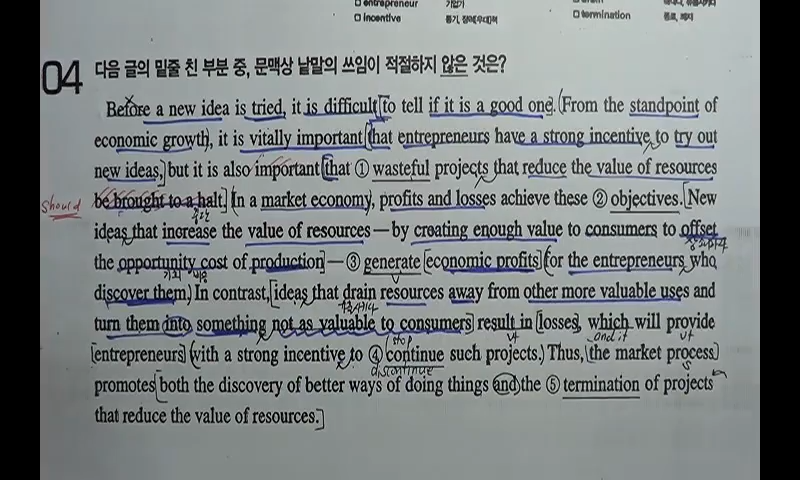 □ entrepreneur 기업가
□ incentive
□ termination 종료, 폐지
04 다음 글의 밑줄 친 부분 중, 문맥상 낱말의 쓰임이 적절하지 않은 것은?
Before a new idea is tried, it is difficult to tell if it is a good one. From the standpoint of
economic growth, it is vitally important that entrepreneurs have a strong incentive to try out
new ideas, but it is also important that ① wasteful projects that reduce the value of resources
should
be brought to a halt. In a market economy, profits and losses achieve these ② objectives. New
중단
ideas that increase the value of resources — by creating enough value to consumers to offset
the opportunity cost of production — ③ generate economic profits for the entrepreneurs who
기회 비용
discover them. In contrast, ideas that drain resources away from other more valuable uses and
turn them into something not as valuable to consumers result in losses, which will provide
stop vt and it vt
entrepreneurs with a strong incentive to ④ continue such projects. Thus, the market process
discontinue s
promotes both the discovery of better ways of doing things and the ⑤ termination of projects
that reduce the value of resources.